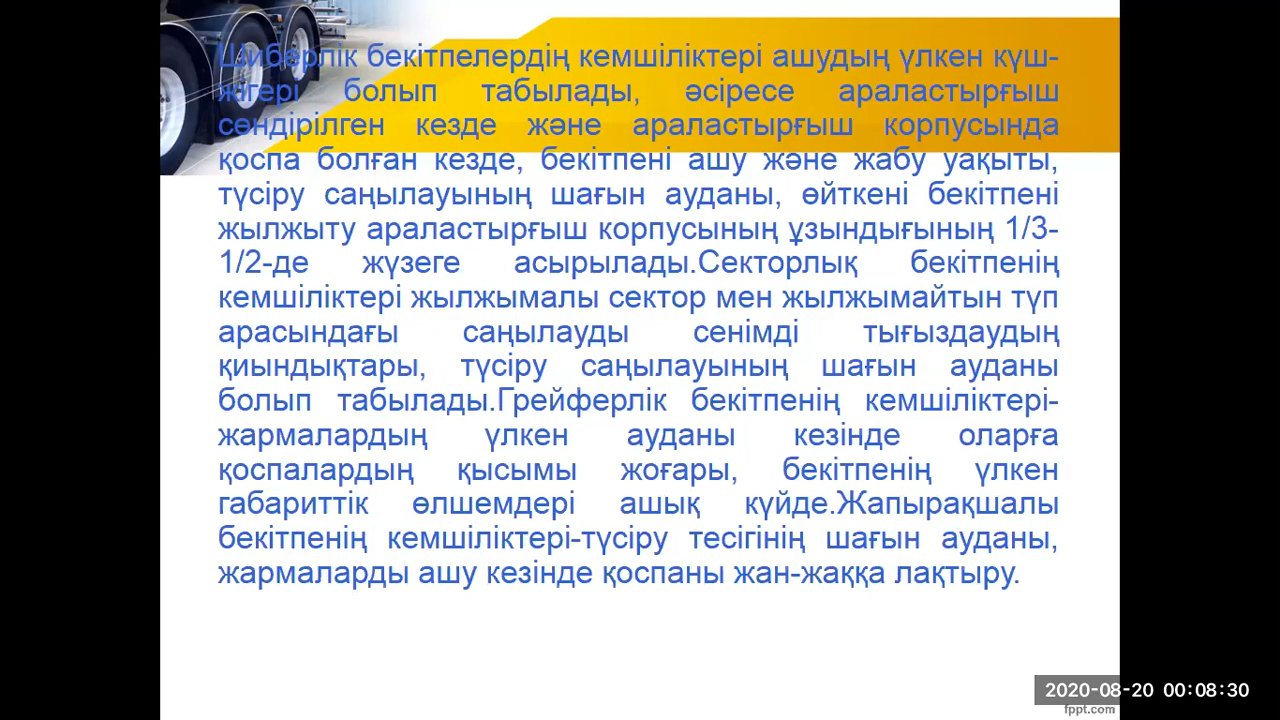 Шиберлік бекітпелердің кемшіліктері ашудың үлкен күш-
жігері болып табылады, әсіресе араластырғыш
сөндірілген кезде және араластырғыш корпусында
қоспа болған кезде, бекітпені ашу және жабу уақыты,
түсіру саңылауының шағын ауданы, өйткені бекітпені
жылжыту араластырғыш корпусының ұзындығының 1/3-
1/2-де жүзеге асырылады.Секторлық бекітпенің
кемшіліктері жылжымалы сектор мен жылжымайтын түп
арасындағы саңылауды сенімді тығыздаудың
қиындықтары, түсіру саңылауының шағын ауданы
болып табылады.Грейферлік бекітпенің кемшіліктері-
жармалардың үлкен ауданы кезінде оларға
қоспалардың қысымы жоғары, бекітпенің үлкен
габариттік өлшемдері ашық күйде.Жапырақшалы
бекітпенің кемшіліктері-түсіру тесігінің шағын ауданы,
жармаларды ашу кезінде қоспаны жан-жаққа лақтыру.
2020-08-20 00:08:30
fppt.com